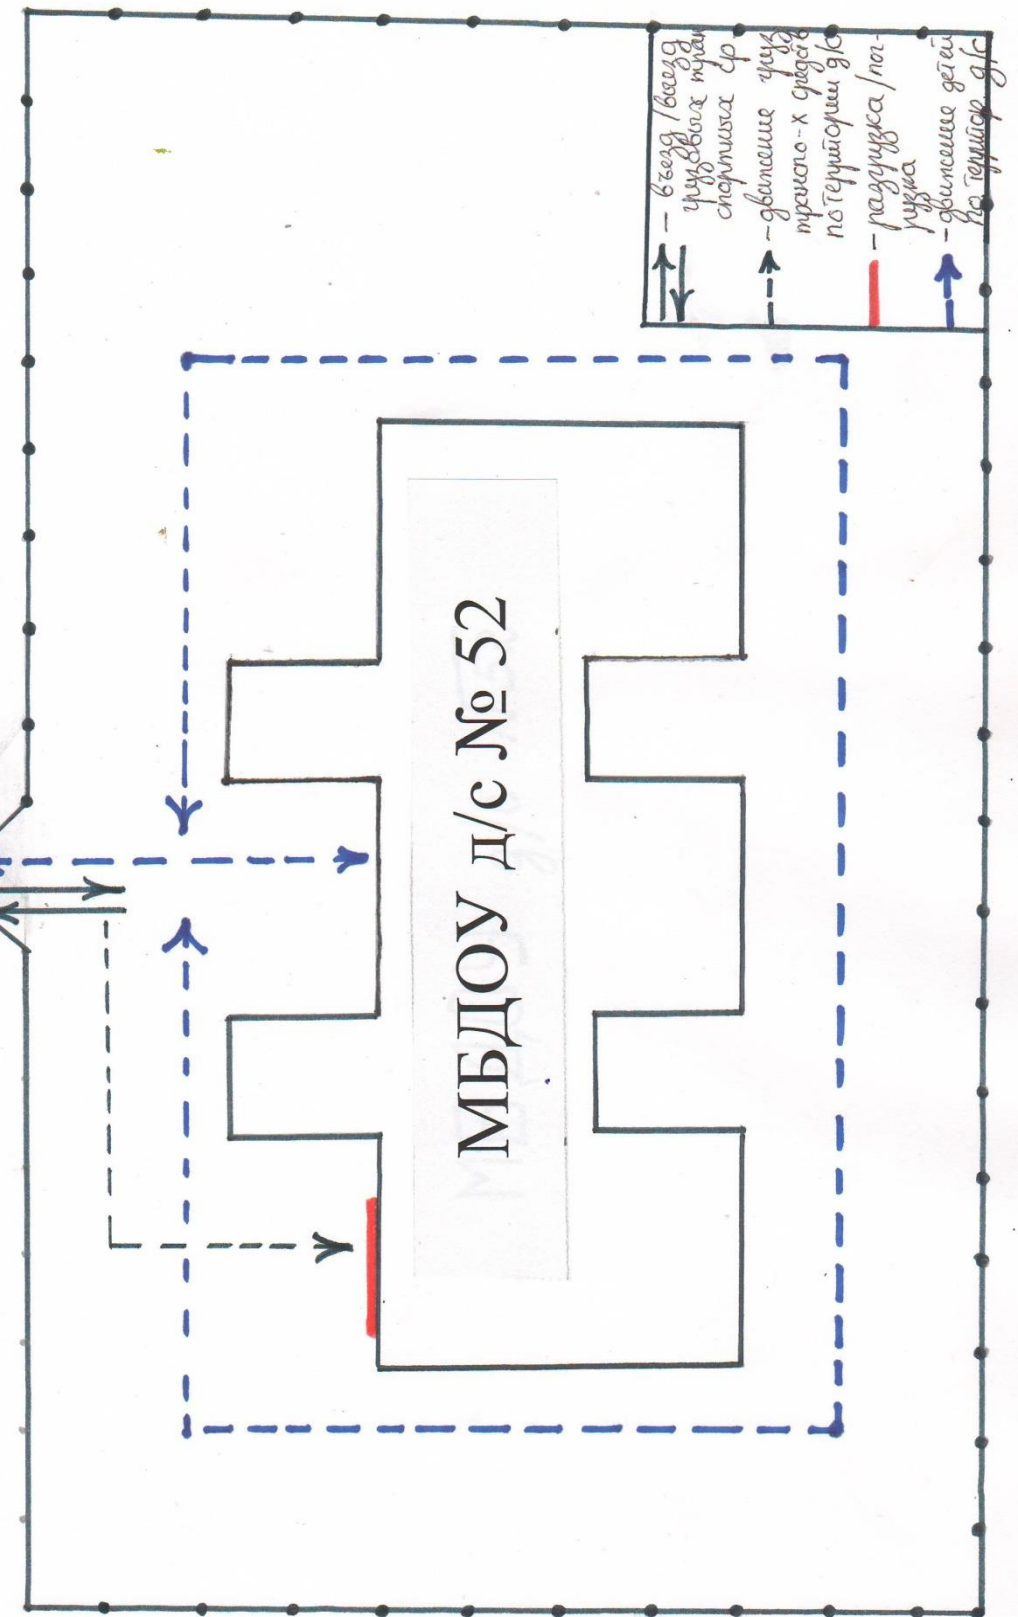 МБДОУ д/с № 52
– въезд/выезд
грузовых тран
спортных ср
– движение груз
транспо-х средств
по территории д/с
– разгрузка/пог-
рузка
– движение детей
по территор. д/с